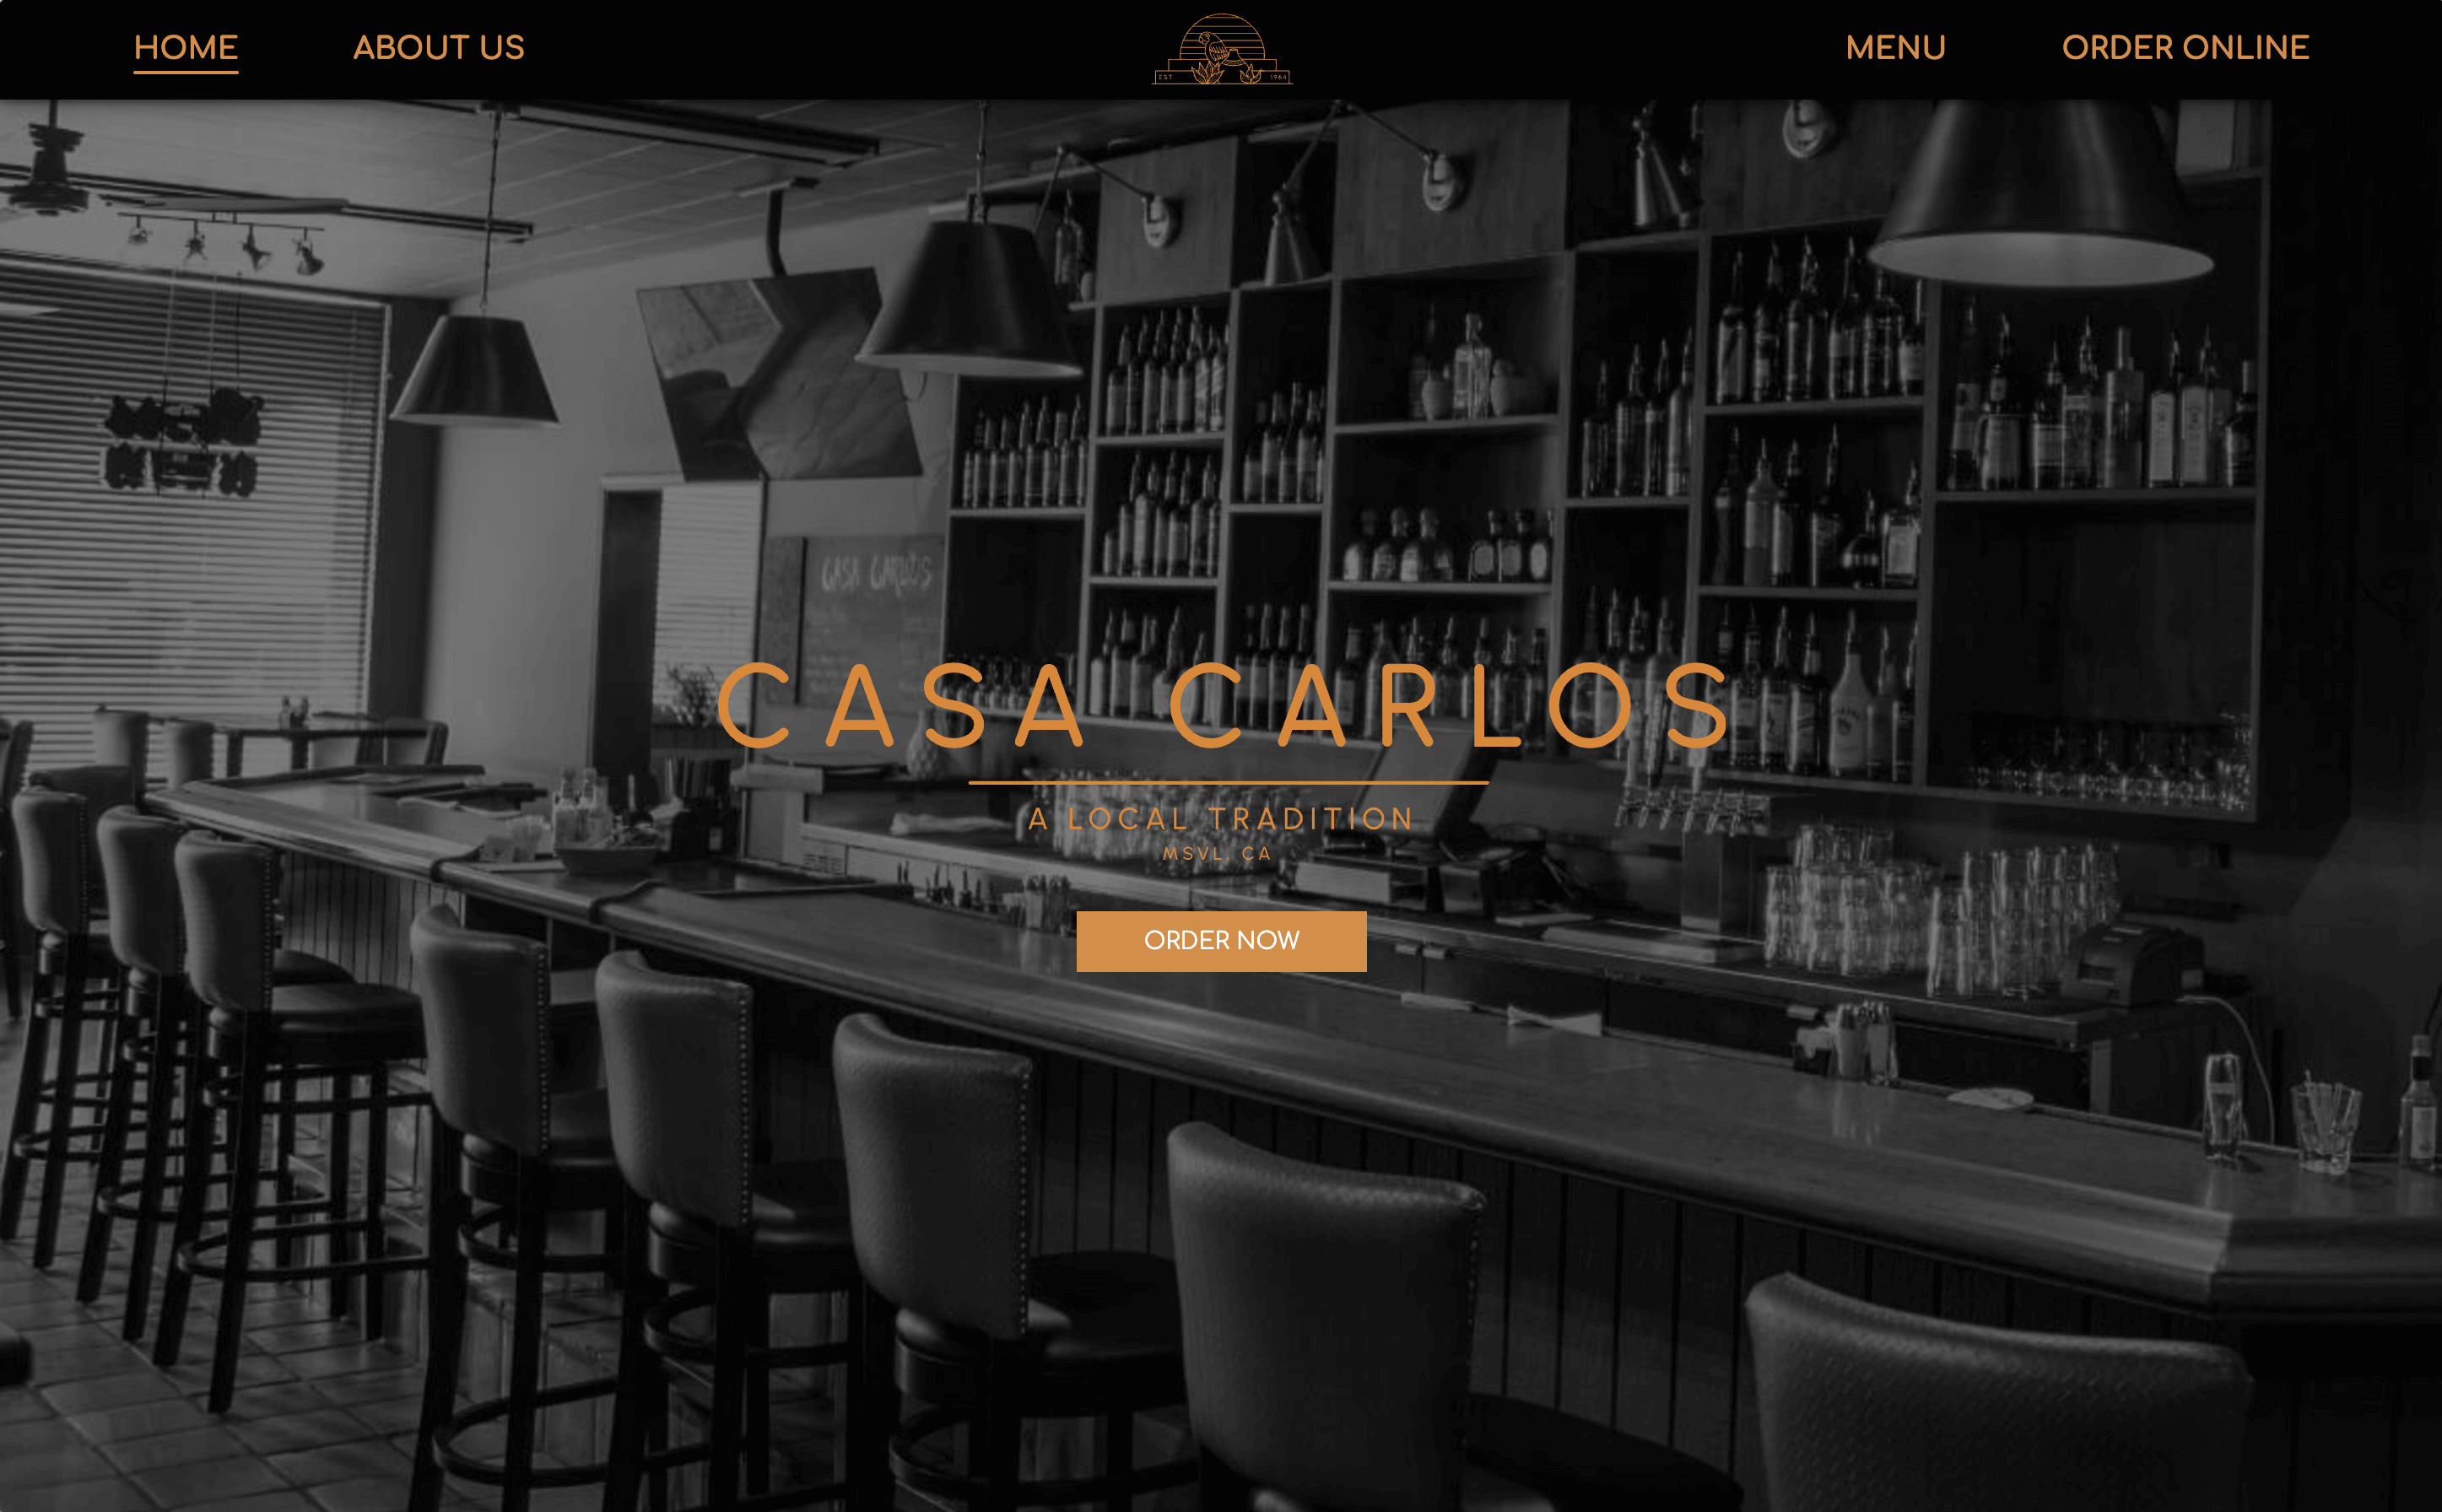 HOME ABOUT US EST. 1964 MENU ORDER ONLINE
CASA CARLOS
CASA CARLOS
A LOCAL TRADITION
MSVL, CA
ORDER NOW